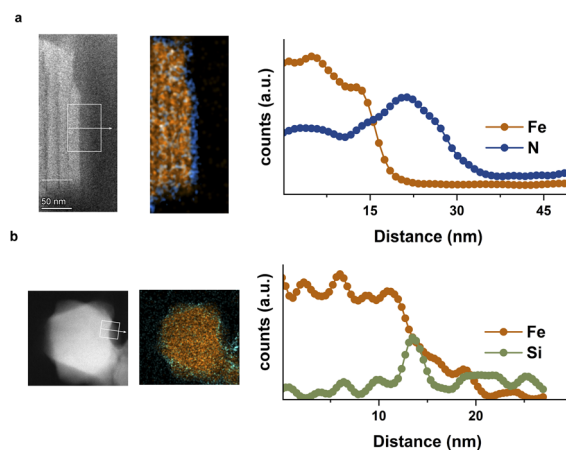 a
50 nm
counts (a.u.)
Fe
N
15
30
45
Distance (nm)
b
counts (a.u.)
Fe
Si
10
20
Distance (nm)